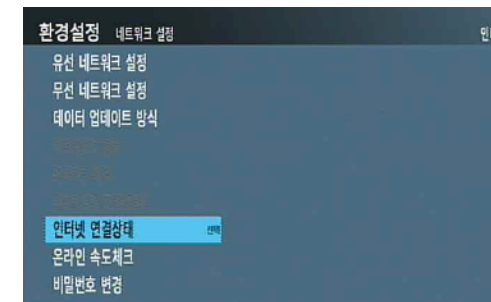 환경설정 네트워크 설정
유선 네트워크 설정
무선 네트워크 설정
데이터 업데이트 방식
인터넷 연결상태 선택
온라인 속도체크
비밀번호 변경